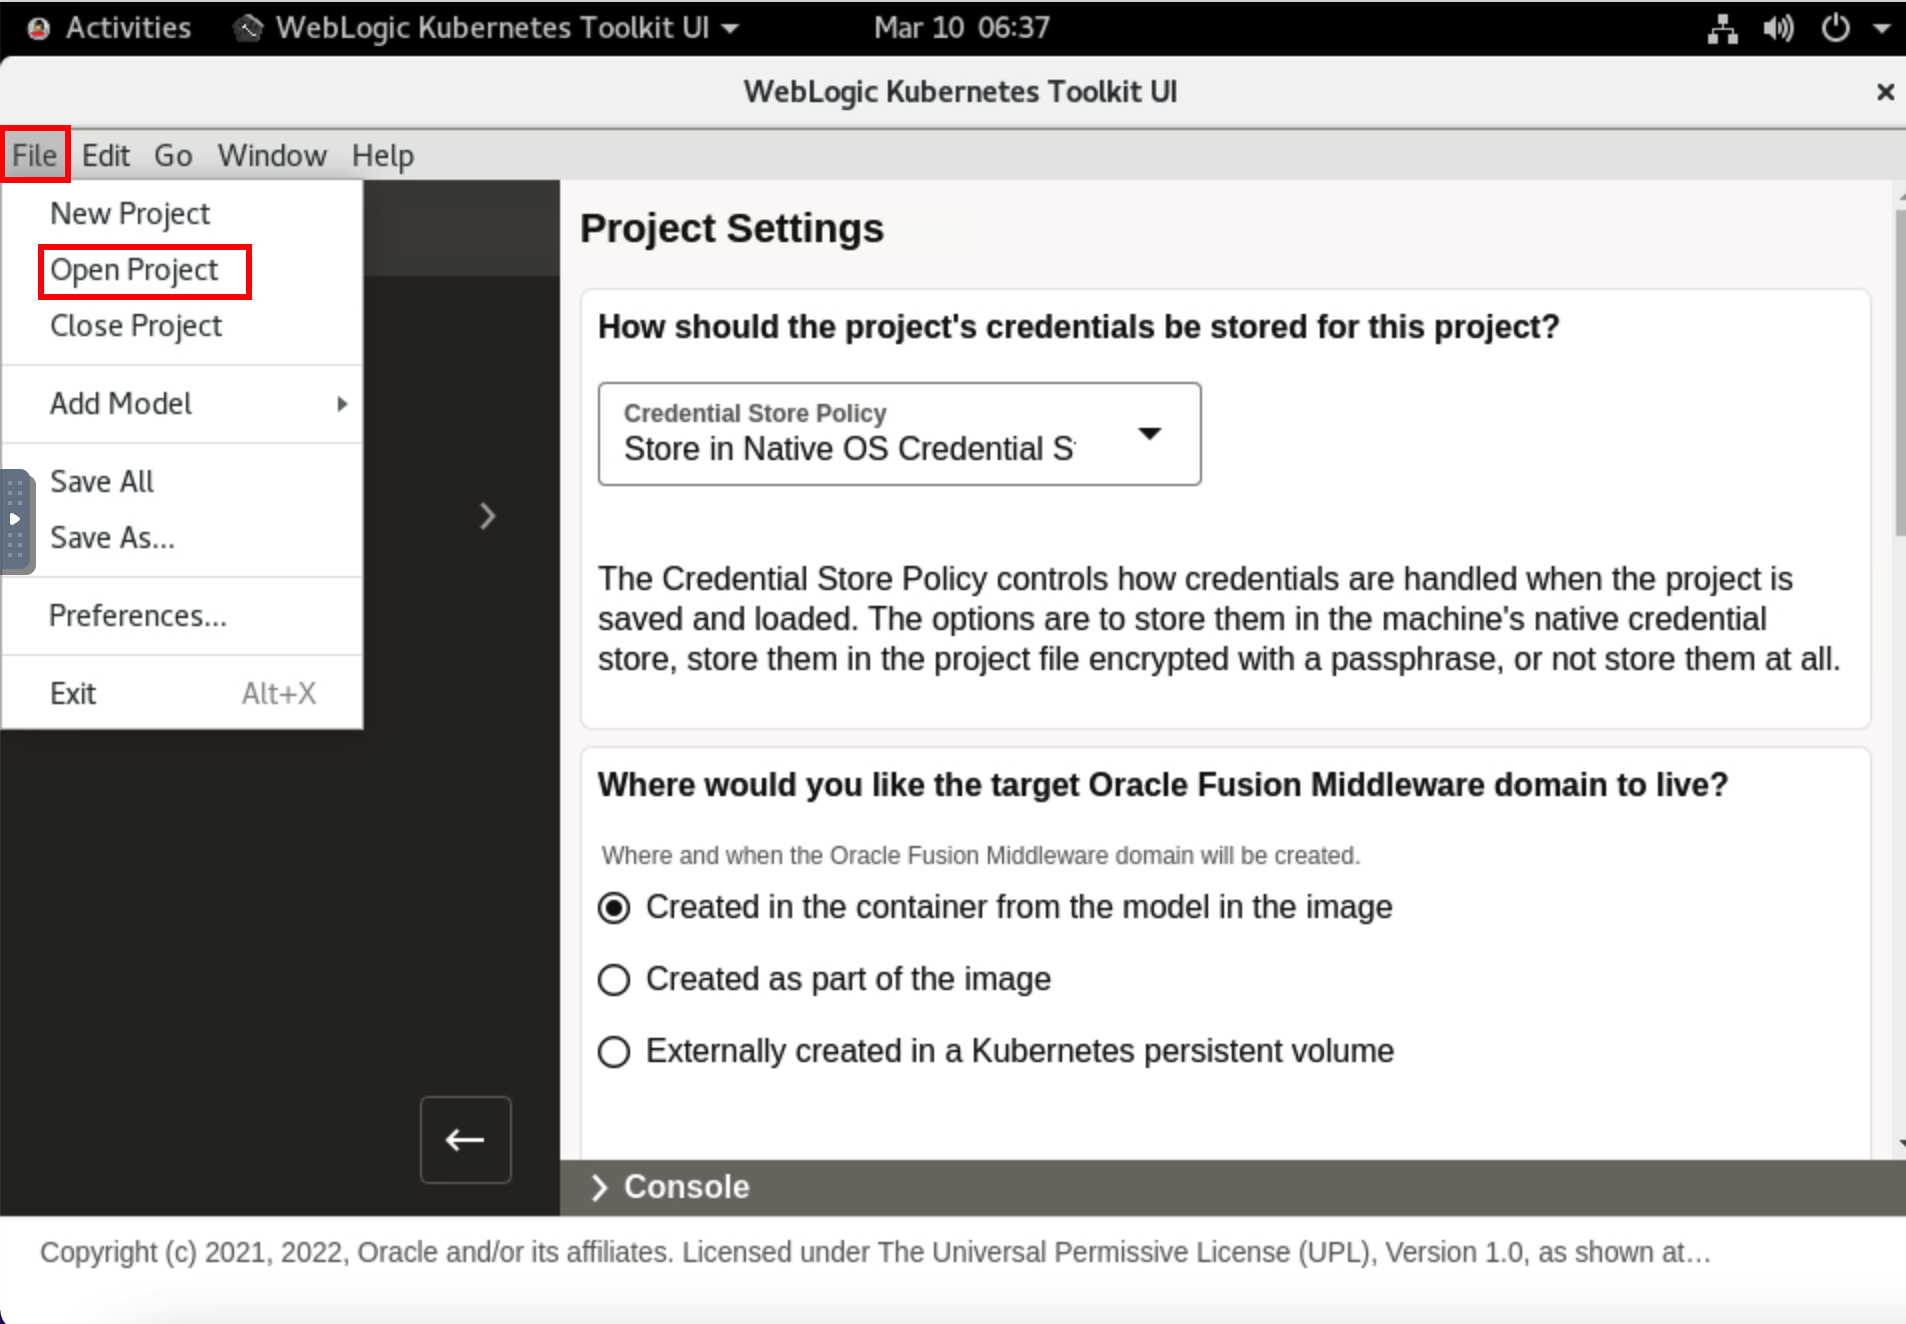 Activities WebLogic Kubernetes Toolkit UI Mar 10 06:37
WebLogic Kubernetes Toolkit UI
File Edit Go Window Help
New Project
Open Project
Close Project
Add Model
Save All
Save As...
Preferences...
Exit Alt+X
Project Settings
How should the project's credentials be stored for this project?
Credential Store Policy
Store in Native OS Credential S
The Credential Store Policy controls how credentials are handled when the project is
saved and loaded. The options are to store them in the machine's native credential
store, store them in the project file encrypted with a passphrase, or not store them at all.
Where would you like the target Oracle Fusion Middleware domain to live?
Where and when the Oracle Fusion Middleware domain will be created.
Created in the container from the model in the image
Created as part of the image
Externally created in a Kubernetes persistent volume
Console
Copyright (c) 2021, 2022, Oracle and/or its affiliates. Licensed under The Universal Permissive License (UPL), Version 1.0, as shown at...